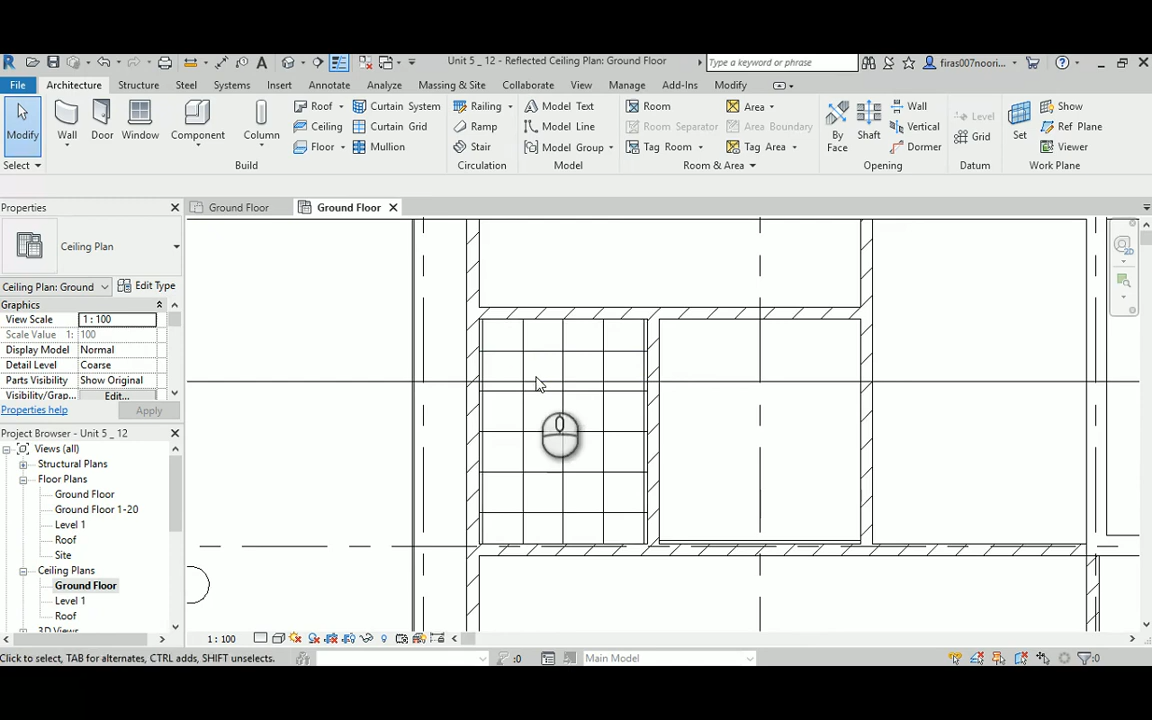 Unit 5 _ 12 - Reflected Ceiling Plan: Ground Floor
Type a keyword or phrase
firas007noori...
File
Architecture
Structure
Steel
Systems
Insert
Annotate
Analyze
Massing & Site
Collaborate
View
Manage
Add-Ins
Modify
Modify
Wall
Door
Window
Component
Column
Roof
Ceiling
Floor
Curtain System
Curtain Grid
Mullion
Railing
Ramp
Stair
Model Text
Model Line
Model Group
Room
Room Separator
Tag Room
Area
Area Boundary
Tag Area
By Face
Shaft
Wall
Vertical
Dormer
Level
Grid
Set
Show
Ref Plane
Viewer
Select
Build
Circulation
Model
Room & Area
Opening
Datum
Work Plane
Properties
Ground Floor
Ground Floor
Ceiling Plan
Ceiling Plan: Ground
Edit Type
Graphics
View Scale 1 : 100
Scale Value 1: 100
Display Model Normal
Detail Level Coarse
Parts Visibility Show Original
Visibility/Grap... Edit...
Properties help
Apply
Project Browser - Unit 5 _ 12
Views (all)
Structural Plans
Floor Plans
Ground Floor
Ground Floor 1-20
Level 1
Roof
Site
Ceiling Plans
Ground Floor
Level 1
Roof
3D Views
1 : 100
Click to select, TAB for alternates, CTRL adds, SHIFT unselects.
:0
Main Model
:0